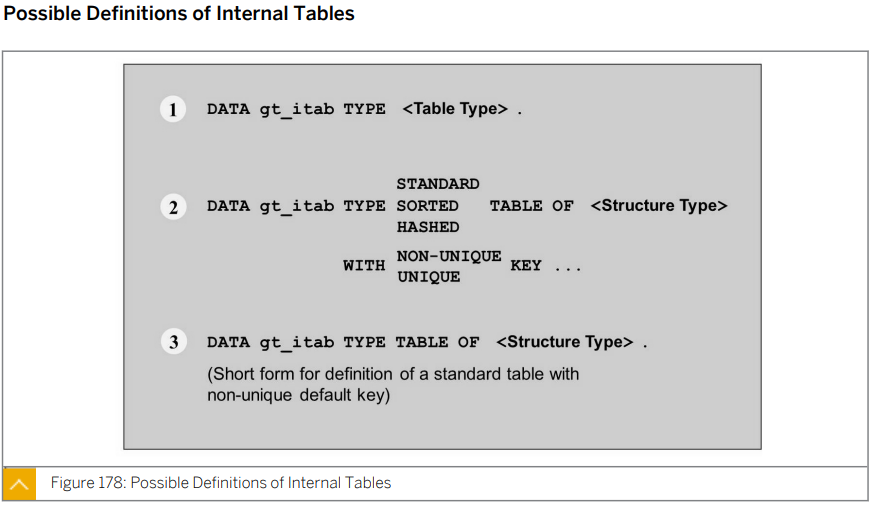 Possible Definitions of Internal Tables
1 DATA gt_itab TYPE <Table Type> .
STANDARD
2 DATA gt_itab TYPE SORTED TABLE OF <Structure Type>
HASHED
NON-UNIQUE
WITH KEY ...
UNIQUE
3 DATA gt_itab TYPE TABLE OF <Structure Type> .
(Short form for definition of a standard table with
non-unique default key)
Figure 178: Possible Definitions of Internal Tables